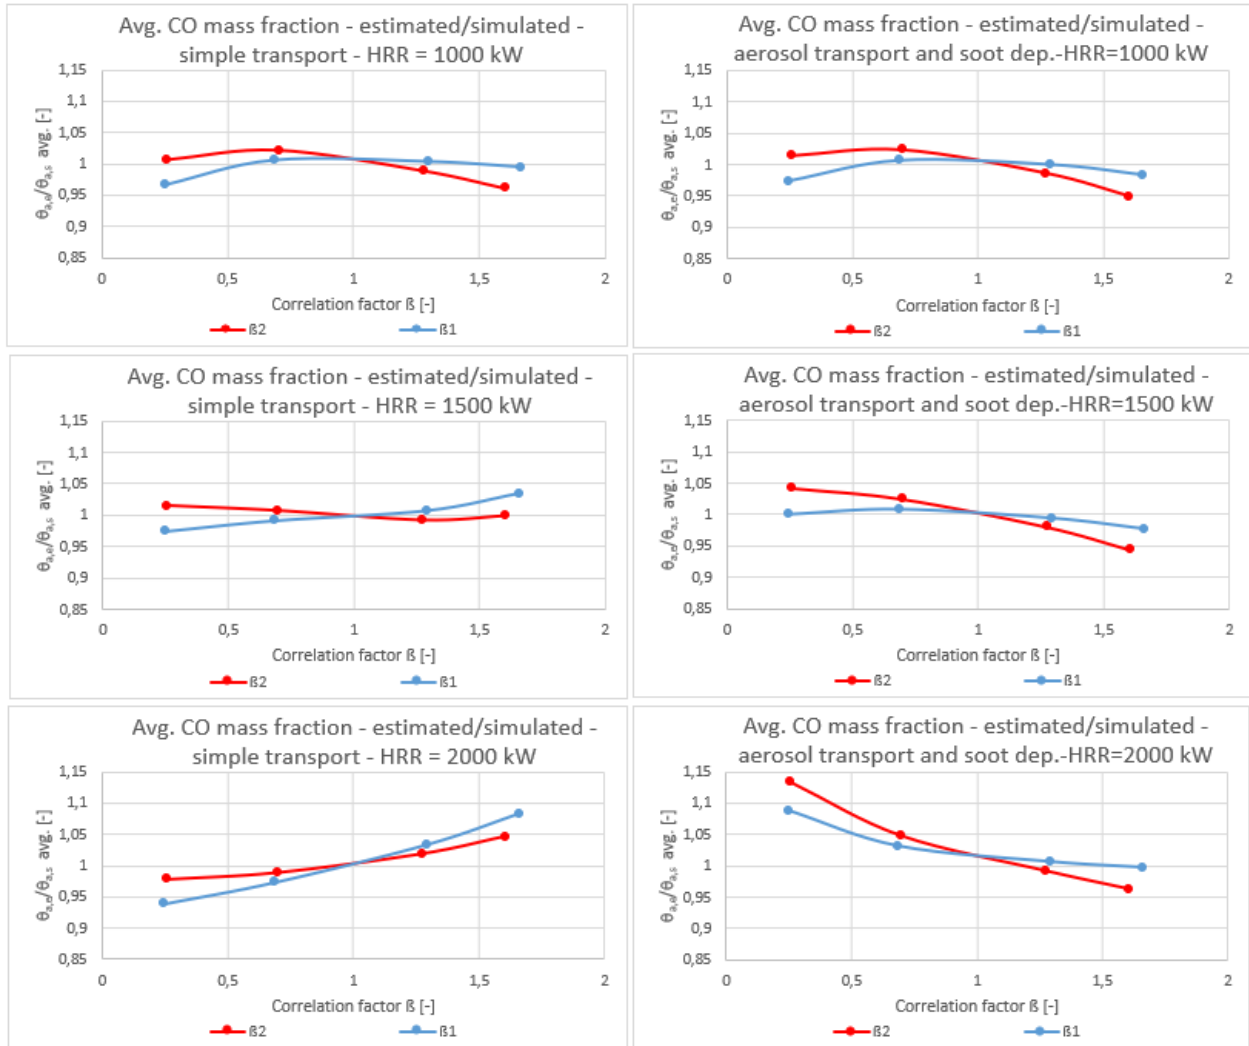 Avg. CO mass fraction - estimated/simulated -
simple transport - HRR = 1000 kW
θa,e/θa,s avg. [-]
1,15
1,1
1,05
1
0,95
0,9
0,85
0
0,5
1
1,5
2
Correlation factor ß [-]
ß2
ß1
Avg. CO mass fraction - estimated/simulated -
aerosol transport and soot dep.-HRR=1000 kW
θa,e/θa,s avg. [-]
1,15
1,1
1,05
1
0,95
0,9
0,85
0
0,5
1
1,5
2
Correlation factor ß [-]
ß2
ß1
Avg. CO mass fraction - estimated/simulated -
simple transport - HRR = 1500 kW
θa,e/θa,s avg. [-]
1,15
1,1
1,05
1
0,95
0,9
0,85
0
0,5
1
1,5
2
Correlation factor ß [-]
ß2
ß1
Avg. CO mass fraction - estimated/simulated -
aerosol transport and soot dep.-HRR=1500 kW
θa,e/θa,s avg. [-]
1,15
1,1
1,05
1
0,95
0,9
0,85
0
0,5
1
1,5
2
Correlation factor ß [-]
ß2
ß1
Avg. CO mass fraction - estimated/simulated -
simple transport - HRR = 2000 kW
θa,e/θa,s avg. [-]
1,15
1,1
1,05
1
0,95
0,9
0,85
0
0,5
1
1,5
2
Correlation factor ß [-]
ß2
ß1
Avg. CO mass fraction - estimated/simulated -
aerosol transport and soot dep.-HRR=2000 kW
θa,e/θa,s avg. [-]
1,15
1,1
1,05
1
0,95
0,9
0,85
0
0,5
1
1,5
2
Correlation factor ß [-]
ß2
ß1